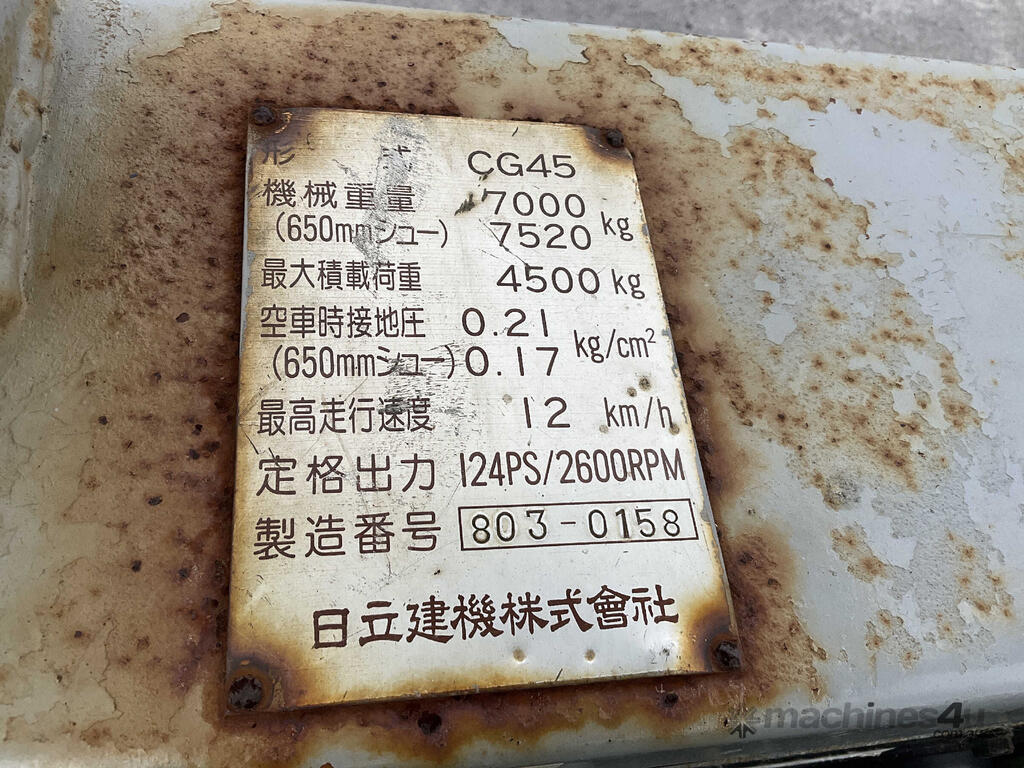 形 式 CG45
機械重量 7000 kg
(650mmシュー) 7520
最大積載荷重 4500 kg
空車時接地圧 0.21 kg/cm²
(650mmシュー) 0.17
最高走行速度 12 km/h
定格出力 124PS/2600RPM
製造番号 803-0158
日立建機株式會社
machines4u
.com.au